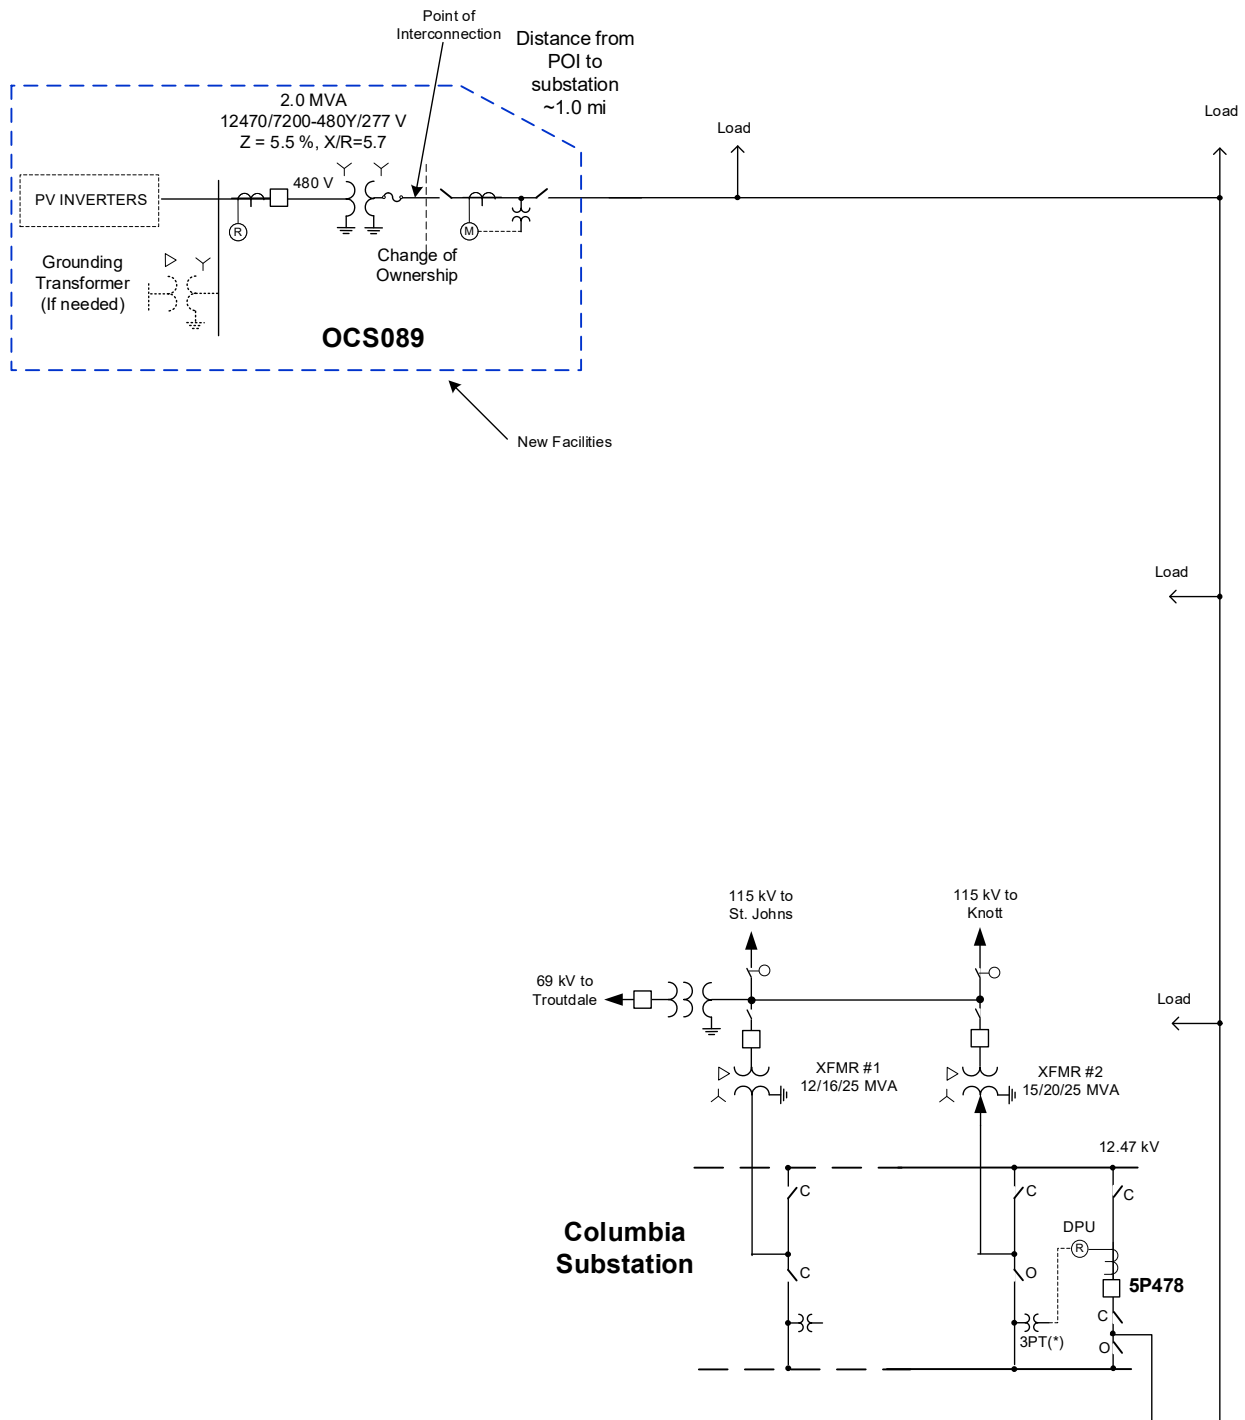 Point of
Interconnection
Distance from
POI to
substation
~1.0 mi
2.0 MVA
12470/7200-480Y/277 V
Z = 5.5 %, X/R=5.7
Load
Load
PV INVERTERS
480 V
R
M
Change of
Ownership
Grounding
Transformer
(If needed)
OCS089
New Facilities
Load
115 kV to
St. Johns
115 kV to
Knott
69 kV to
Troutdale
Load
XFMR #1
12/16/25 MVA
XFMR #2
15/20/25 MVA
12.47 kV
C
C
C
Columbia
Substation
DPU
R
C
O
5P478
C
3PT(*)
O